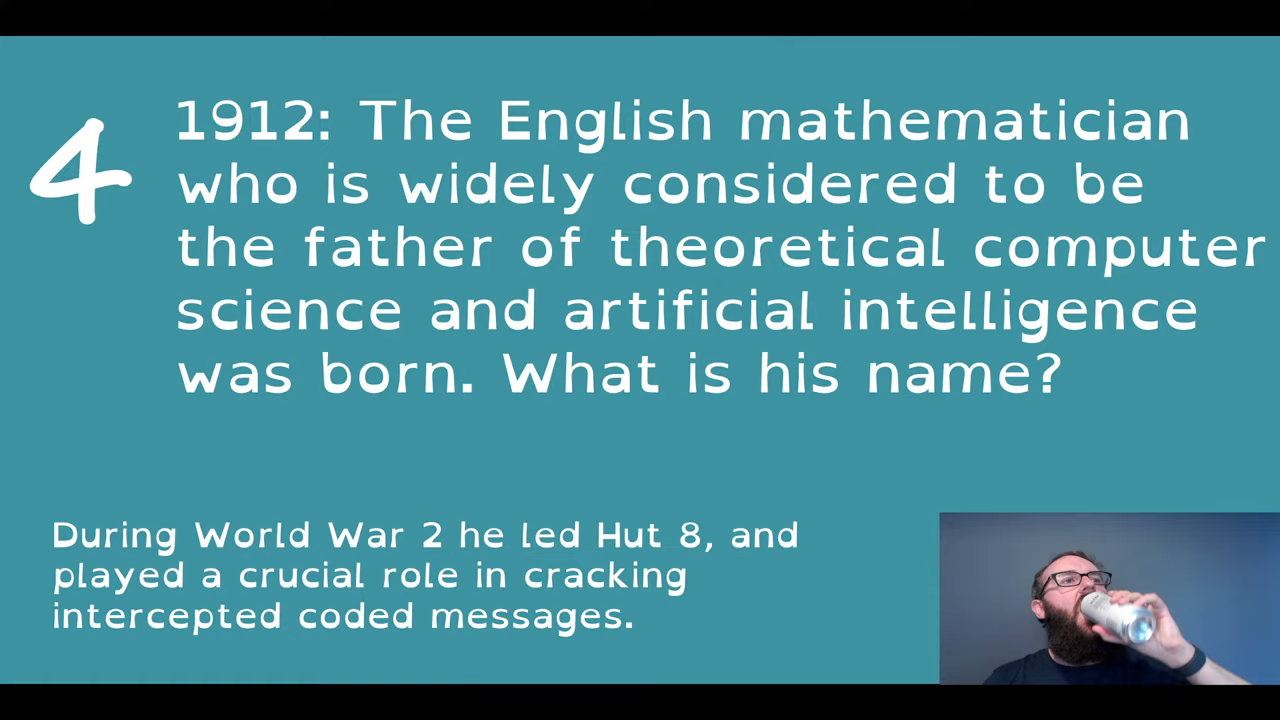 4
1912: The English mathematician
who is widely considered to be
the father of theoretical computer
science and artificial intelligence
was born. What is his name?
During World War 2 he led Hut 8, and
played a crucial role in cracking
intercepted coded messages.